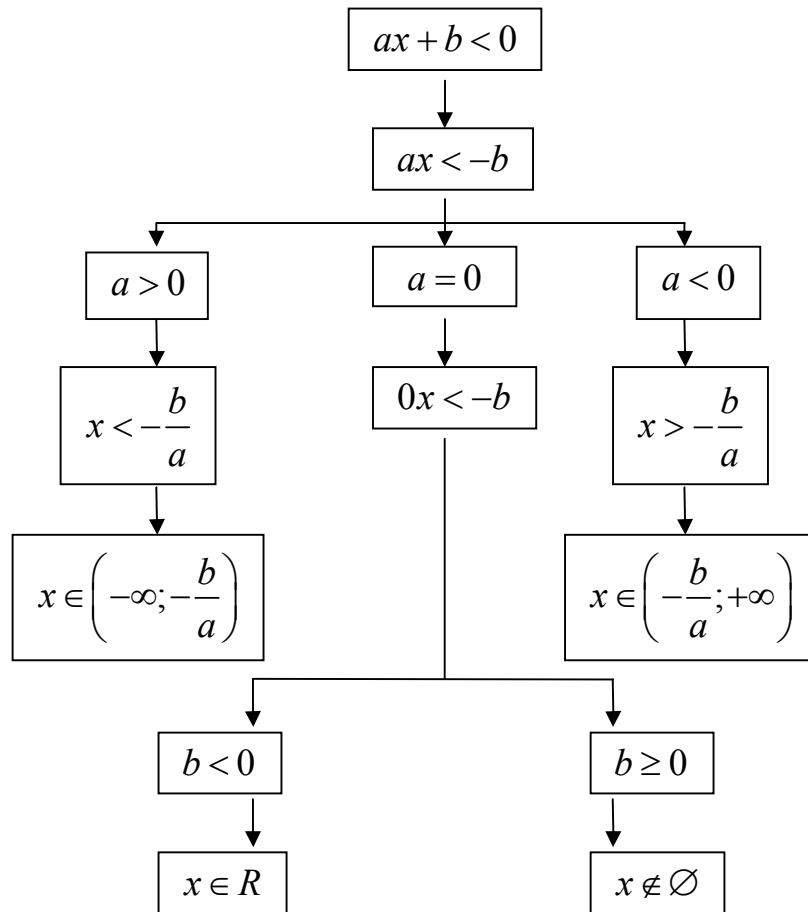 ax + b < 0
ax < −b
a > 0
a = 0
a < 0
x < −b/a
0x < −b
x > −b/a
x ∈ (−∞; −b/a)
x ∈ (−b/a; +∞)
b < 0
b ≥ 0
x ∈ R
x ∉ ∅